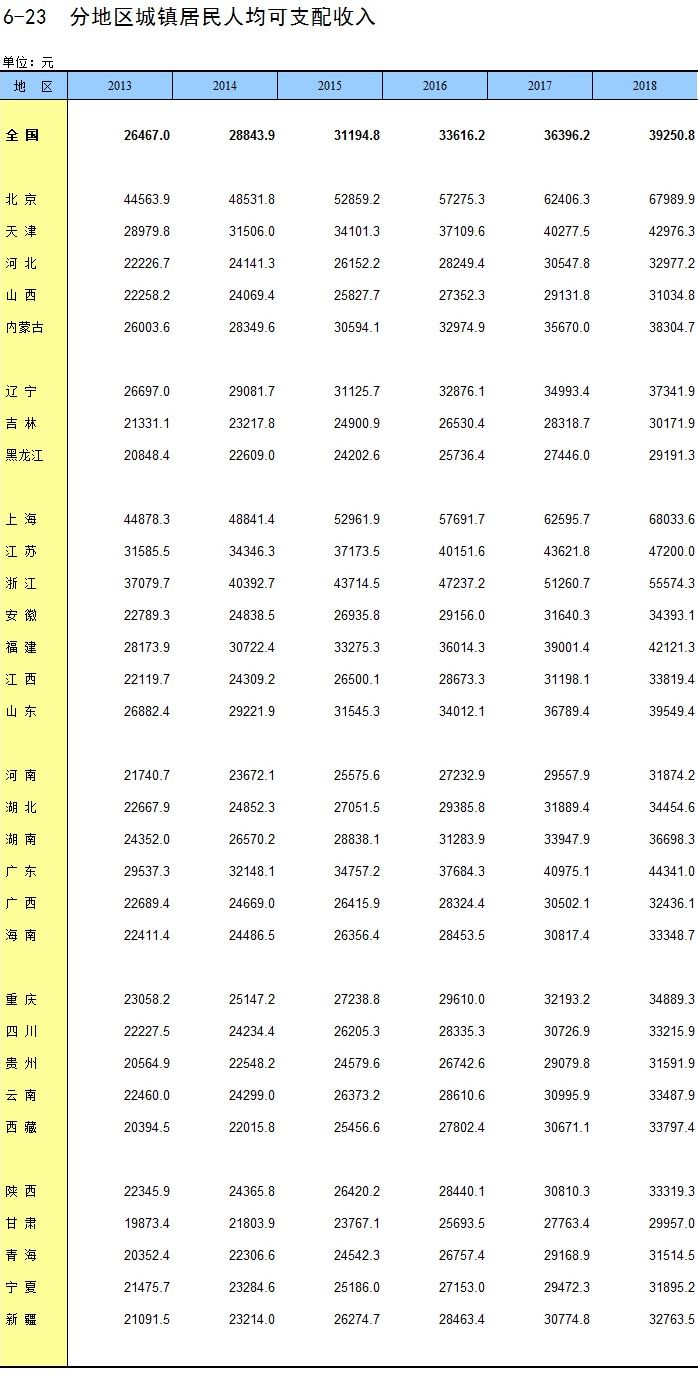 6-23 分地区城镇居民人均可支配收入
单位：元
地 区 2013 2014 2015 2016 2017 2018
全 国 26467.0 28843.9 31194.8 33616.2 36396.2 39250.8
北 京 44563.9 48531.8 52859.2 57275.3 62406.3 67989.9
天 津 28979.8 31506.0 34101.3 37109.6 40277.5 42976.3
河 北 22226.7 24141.3 26152.2 28249.4 30547.8 32977.2
山 西 22258.2 24069.4 25827.7 27352.3 29131.8 31034.8
内蒙古 26003.6 28349.6 30594.1 32974.9 35670.0 38304.7
辽 宁 26697.0 29081.7 31125.7 32876.1 34993.4 37341.9
吉 林 21331.1 23217.8 24900.9 26530.4 28318.7 30171.9
黑龙江 20848.4 22609.0 24202.6 25736.4 27446.0 29191.3
上 海 44878.3 48841.4 52961.9 57691.7 62595.7 68033.6
江 苏 31585.5 34346.3 37173.5 40151.6 43621.8 47200.0
浙 江 37079.7 40392.7 43714.5 47237.2 51260.7 55574.3
安 徽 22789.3 24838.5 26935.8 29156.0 31640.3 34393.1
福 建 28173.9 30722.4 33275.3 36014.3 39001.4 42121.3
江 西 22119.7 24309.2 26500.1 28673.3 31198.1 33819.4
山 东 26882.4 29221.9 31545.3 34012.1 36789.4 39549.4
河 南 21740.7 23672.1 25575.6 27232.9 29557.9 31874.2
湖 北 22667.9 24852.3 27051.5 29385.8 31889.4 34454.6
湖 南 24352.0 26570.2 28838.1 31283.9 33947.9 36698.3
广 东 29537.3 32148.1 34757.2 37684.3 40975.1 44341.0
广 西 22689.4 24669.0 26415.9 28324.4 30502.1 32436.1
海 南 22411.4 24486.5 26356.4 28453.5 30817.4 33348.7
重 庆 23058.2 25147.2 27238.8 29610.0 32193.2 34889.3
四 川 22227.5 24234.4 26205.3 28335.3 30726.9 33215.9
贵 州 20564.9 22548.2 24579.6 26742.6 29079.8 31591.9
云 南 22460.0 24299.0 26373.2 28610.6 30995.9 33487.9
西 藏 20394.5 22015.8 25456.6 27802.4 30671.1 33797.4
陕 西 22345.9 24365.8 26420.2 28440.1 30810.3 33319.3
甘 肃 19873.4 21803.9 23767.1 25693.5 27763.4 29957.0
青 海 20352.4 22306.6 24542.3 26757.4 29168.9 31514.5
宁 夏 21475.7 23284.6 25186.0 27153.0 29472.3 31895.2
新 疆 21091.5 23214.0 26274.7 28463.4 30774.8 32763.5